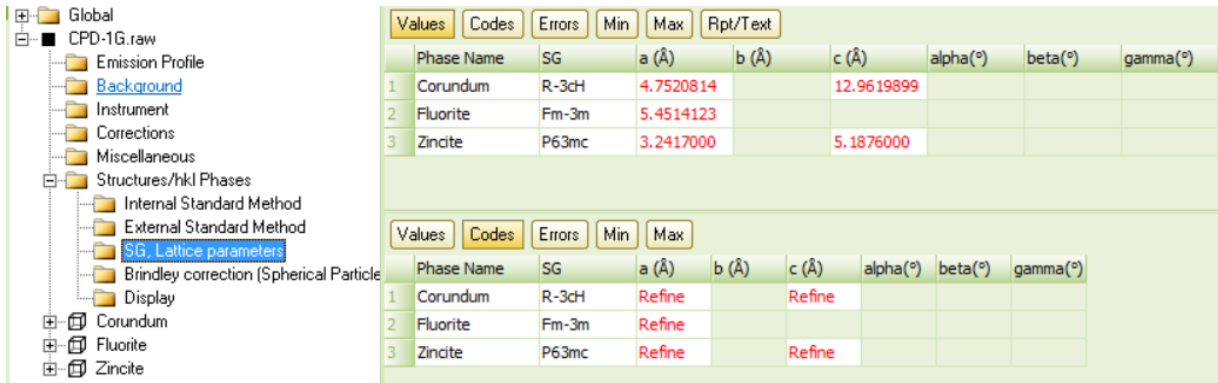 Global
CPD-1G.raw
Emission Profile
Background
Instrument
Corrections
Miscellaneous
Structures/hkl Phases
Internal Standard Method
External Standard Method
SG, Lattice parameters
Brindley correction (Spherical Particle
Display
Corundum
Fluorite
Zincite
Values Codes Errors Min Max Rpt/Text
Phase Name SG a (Å) b (Å) c (Å) alpha(°) beta(°) gamma(°)
1 Corundum R-3cH 4.7520814 12.9619899
2 Fluorite Fm-3m 5.4514123
3 Zincite P63mc 3.2417000 5.1876000
Values Codes Errors Min Max
Phase Name SG a (Å) b (Å) c (Å) alpha(°) beta(°) gamma(°)
1 Corundum R-3cH Refine Refine
2 Fluorite Fm-3m Refine
3 Zincite P63mc Refine Refine